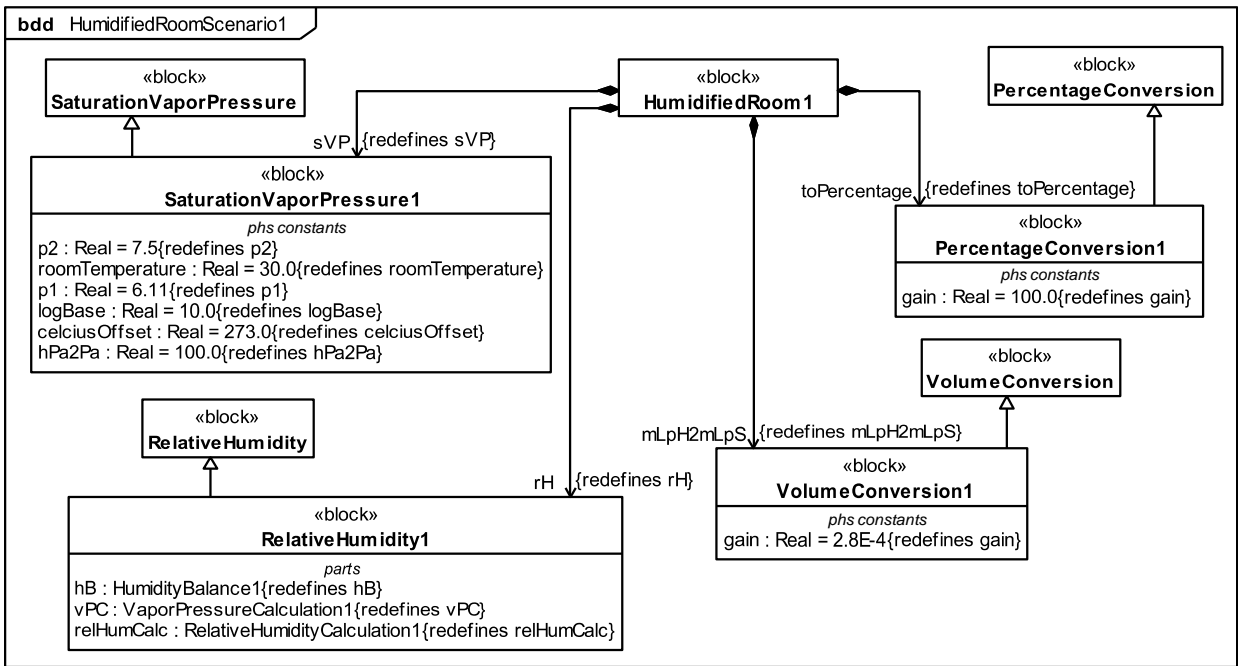 bdd HumidifiedRoomScenario1
«block»
SaturationVaporPressure
«block»
HumidifiedRoom1
«block»
PercentageConversion
sVP {redefines sVP}
toPercentage {redefines toPercentage}
«block»
SaturationVaporPressure1
phs constants
p2 : Real = 7.5{redefines p2}
roomTemperature : Real = 30.0{redefines roomTemperature}
p1 : Real = 6.11{redefines p1}
logBase : Real = 10.0{redefines logBase}
celciusOffset : Real = 273.0{redefines celciusOffset}
hPa2Pa : Real = 100.0{redefines hPa2Pa}
«block»
PercentageConversion1
phs constants
gain : Real = 100.0{redefines gain}
«block»
VolumeConversion
«block»
RelativeHumidity
mLpH2mLpS {redefines mLpH2mLpS}
rH {redefines rH}
«block»
VolumeConversion1
phs constants
gain : Real = 2.8E-4{redefines gain}
«block»
RelativeHumidity1
parts
hB : HumidityBalance1{redefines hB}
vPC : VaporPressureCalculation1{redefines vPC}
relHumCalc : RelativeHumidityCalculation1{redefines relHumCalc}